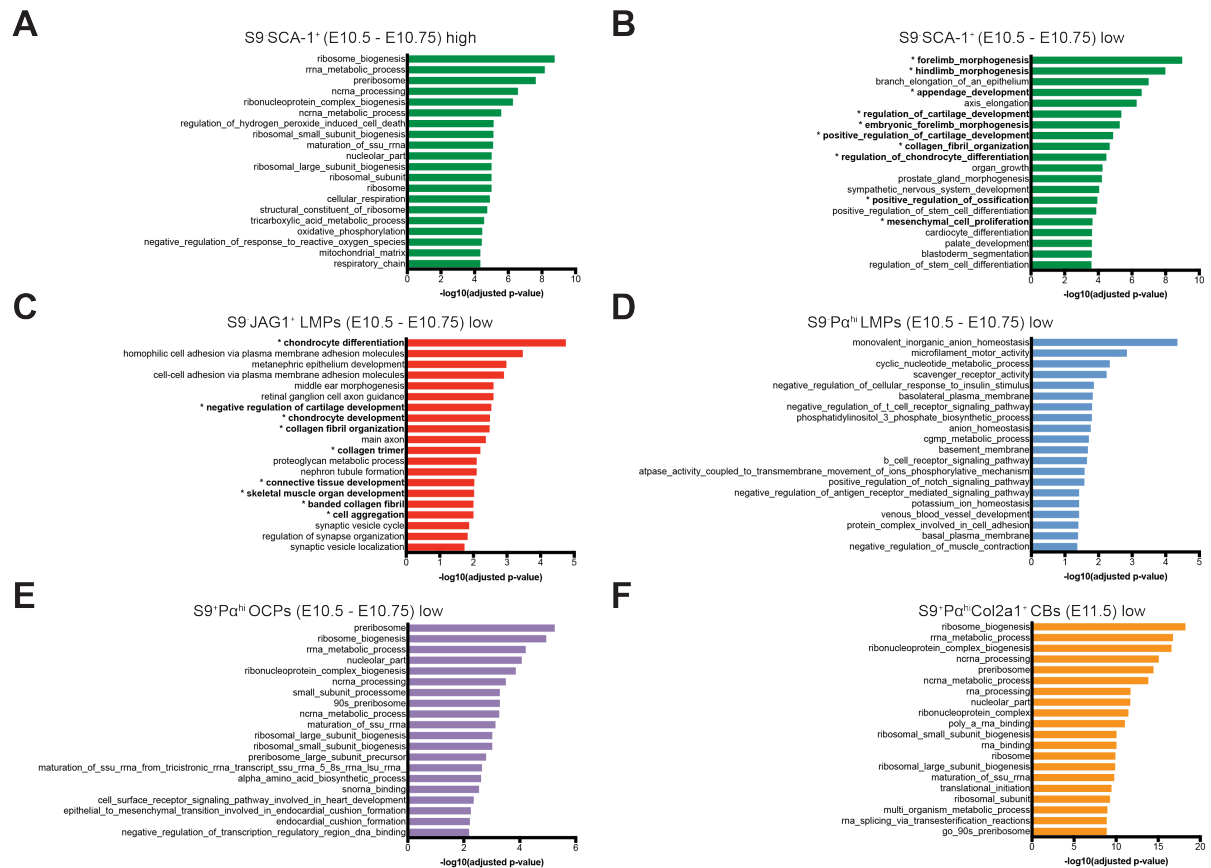 A
S9⁻SCA-1⁺ (E10.5 - E10.75) high
ribosome_biogenesis
rrna_metabolic_process
preribosome
ncrna_processing
ribonucleoprotein_complex_biogenesis
ncrna_metabolic_process
regulation_of_hydrogen_peroxide_induced_cell_death
ribosomal_small_subunit_biogenesis
maturation_of_ssu_rrna
nucleolar_part
ribosomal_large_subunit_biogenesis
ribosomal_subunit
ribosome
cellular_respiration
structural_constituent_of_ribosome
tricarboxylic_acid_metabolic_process
oxidative_phosphorylation
negative_regulation_of_response_to_reactive_oxygen_species
mitochondrial_matrix
respiratory_chain
0 2 4 6 8 10
-log10(adjusted p-value)
B
S9⁻SCA-1⁺ (E10.5 - E10.75) low
* forelimb_morphogenesis
* hindlimb_morphogenesis
branch_elongation_of_an_epithelium
* appendage_development
axis_elongation
* regulation_of_cartilage_development
* embryonic_forelimb_morphogenesis
* positive_regulation_of_cartilage_development
* collagen_fibril_organization
* regulation_of_chondrocyte_differentiation
organ_growth
prostate_gland_morphogenesis
sympathetic_nervous_system_development
* positive_regulation_of_ossification
positive_regulation_of_stem_cell_differentiation
* mesenchymal_cell_proliferation
cardiocyte_differentiation
palate_development
blastoderm_segmentation
regulation_of_stem_cell_differentiation
0 2 4 6 8 10
-log10(adjusted p-value)
C
S9⁻JAG1⁺ LMPs (E10.5 - E10.75) low
* chondrocyte differentiation
homophilic cell adhesion via plasma membrane adhesion molecules
metanephric epithelium development
cell-cell adhesion via plasma membrane adhesion molecules
middle ear morphogenesis
retinal ganglion cell axon guidance
* negative regulation of cartilage development
* chondrocyte development
* collagen fibril organization
main axon
* collagen trimer
proteoglycan metabolic process
nephron tubule formation
* connective tissue development
* skeletal muscle organ development
* banded collagen fibril
* cell aggregation
synaptic vesicle cycle
regulation of synapse organization
synaptic vesicle localization
0 1 2 3 4 5
-log10(adjusted p-value)
D
S9⁻Pαʰⁱ LMPs (E10.5 - E10.75) low
monovalent_inorganic_anion_homeostasis
microfilament_motor_activity
cyclic_nucleotide_metabolic_process
scavenger_receptor_activity
negative_regulation_of_cellular_response_to_insulin_stimulus
basolateral_plasma_membrane
negative_regulation_of_t_cell_receptor_signaling_pathway
phosphatidylinositol_3_phosphate_biosynthetic_process
anion_homeostasis
cgmp_metabolic_process
basement_membrane
b_cell_receptor_signaling_pathway
atpase_activity_coupled_to_transmembrane_movement_of_ions_phosphorylative_mechanism
positive_regulation_of_notch_signaling_pathway
negative_regulation_of_antigen_receptor_mediated_signaling_pathway
potassium_ion_homeostasis
venous_blood_vessel_development
protein_complex_involved_in_cell_adhesion
basal_plasma_membrane
negative_regulation_of_muscle_contraction
0 1 2 3 4 5
-log10(adjusted p-value)
E
S9⁺Pαʰⁱ OCPs (E10.5 - E10.75) low
preribosome
ribosome_biogenesis
rrna_metabolic_process
nucleolar_part
ribonucleoprotein_complex_biogenesis
ncrna_processing
small_subunit_processome
90s_preribosome
ncrna_metabolic_process
maturation_of_ssu_rrna
ribosomal_large_subunit_biogenesis
ribosomal_small_subunit_biogenesis
preribosome_large_subunit_precursor
maturation_of_ssu_rrna_from_tricistronic_rrna_transcript_ssu_rrna_5_8s_rrna_lsu_rrna_
alpha_amino_acid_biosynthetic_process
snorna_binding
cell_surface_receptor_signaling_pathway_involved_in_heart_development
epithelial_to_mesenchymal_transition_involved_in_endocardial_cushion_formation
endocardial_cushion_formation
negative_regulation_of_transcription_regulatory_region_dna_binding
0 2 4 6
-log10(adjusted p-value)
F
S9⁺PαʰⁱCol2a1⁺ CBs (E11.5) low
ribosome_biogenesis
rrna_metabolic_process
ribonucleoprotein_complex_biogenesis
ncrna_processing
preribosome
ncrna_metabolic_process
rna_processing
nucleolar_part
ribonucleoprotein_complex
poly_a_rna_binding
ribosomal_small_subunit_biogenesis
rna_binding
ribosome
ribosomal_large_subunit_biogenesis
maturation_of_ssu_rrna
translational_initiation
ribosomal_subunit
multi_organism_metabolic_process
rna_splicing_via_transesterification_reactions
go_90s_preribosome
0 5 10 15 20
-log10(adjusted p-value)